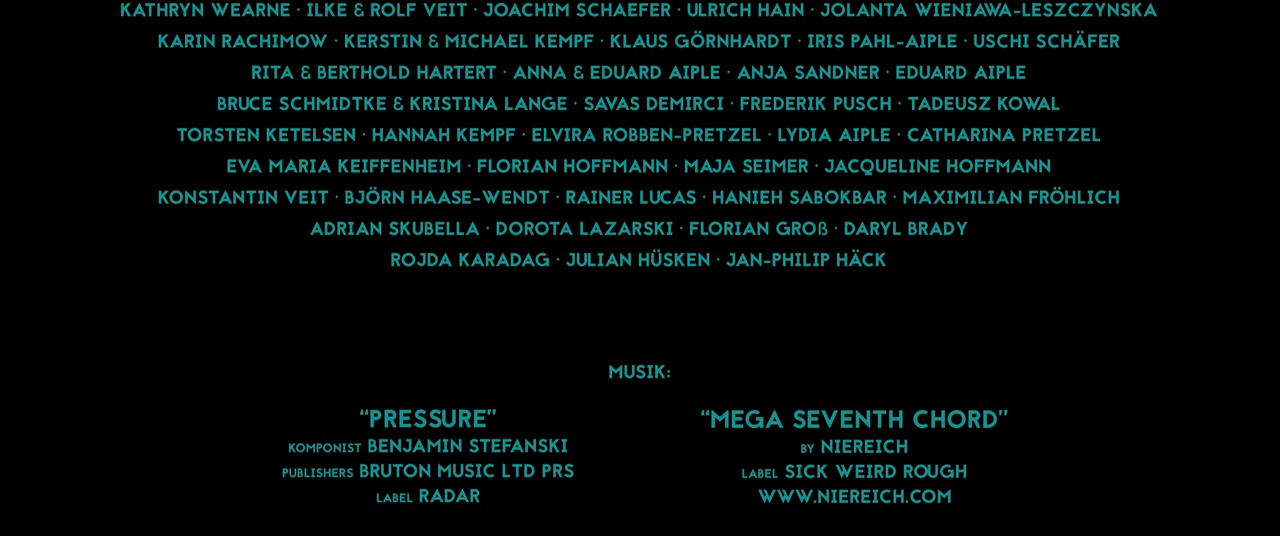 KATHRYN WEARNE · ILKE & ROLF VEIT · JOACHIM SCHAEFER · ULRICH HAIN · JOLANTA WIENIAWA-LESZCZYNSKA
KARIN RACHIMOW · KERSTIN & MICHAEL KEMPF · KLAUS GÖRNHARDT · IRIS PAHL-AIPLE · USCHI SCHÄFER
RITA & BERTHOLD HARTERT · ANNA & EDUARD AIPLE · ANJA SANDNER · EDUARD AIPLE
BRUCE SCHMIDTKE & KRISTINA LANGE · SAVAS DEMIRCI · FREDERIK PUSCH · TADEUSZ KOWAL
TORSTEN KETELSEN · HANNAH KEMPF · ELVIRA ROBBEN-PRETZEL · LYDIA AIPLE · CATHARINA PRETZEL
EVA MARIA KEIFFENHEIM · FLORIAN HOFFMANN · MAJA SEIMER · JACQUELINE HOFFMANN
KONSTANTIN VEIT · BJÖRN HAASE-WENDT · RAINER LUCAS · HANIEH SABOKBAR · MAXIMILIAN FRÖHLICH
ADRIAN SKUBELLA · DOROTA LAZARSKI · FLORIAN GROß · DARYL BRADY
ROJDA KARADAG · JULIAN HÜSKEN · JAN-PHILIP HÄCK
MUSIK:
“PRESSURE”
KOMPONIST BENJAMIN STEFANSKI
PUBLISHERS BRUTON MUSIC LTD PRS
LABEL RADAR
“MEGA SEVENTH CHORD”
BY NIEREICH
LABEL SICK WEIRD ROUGH
WWW.NIEREICH.COM